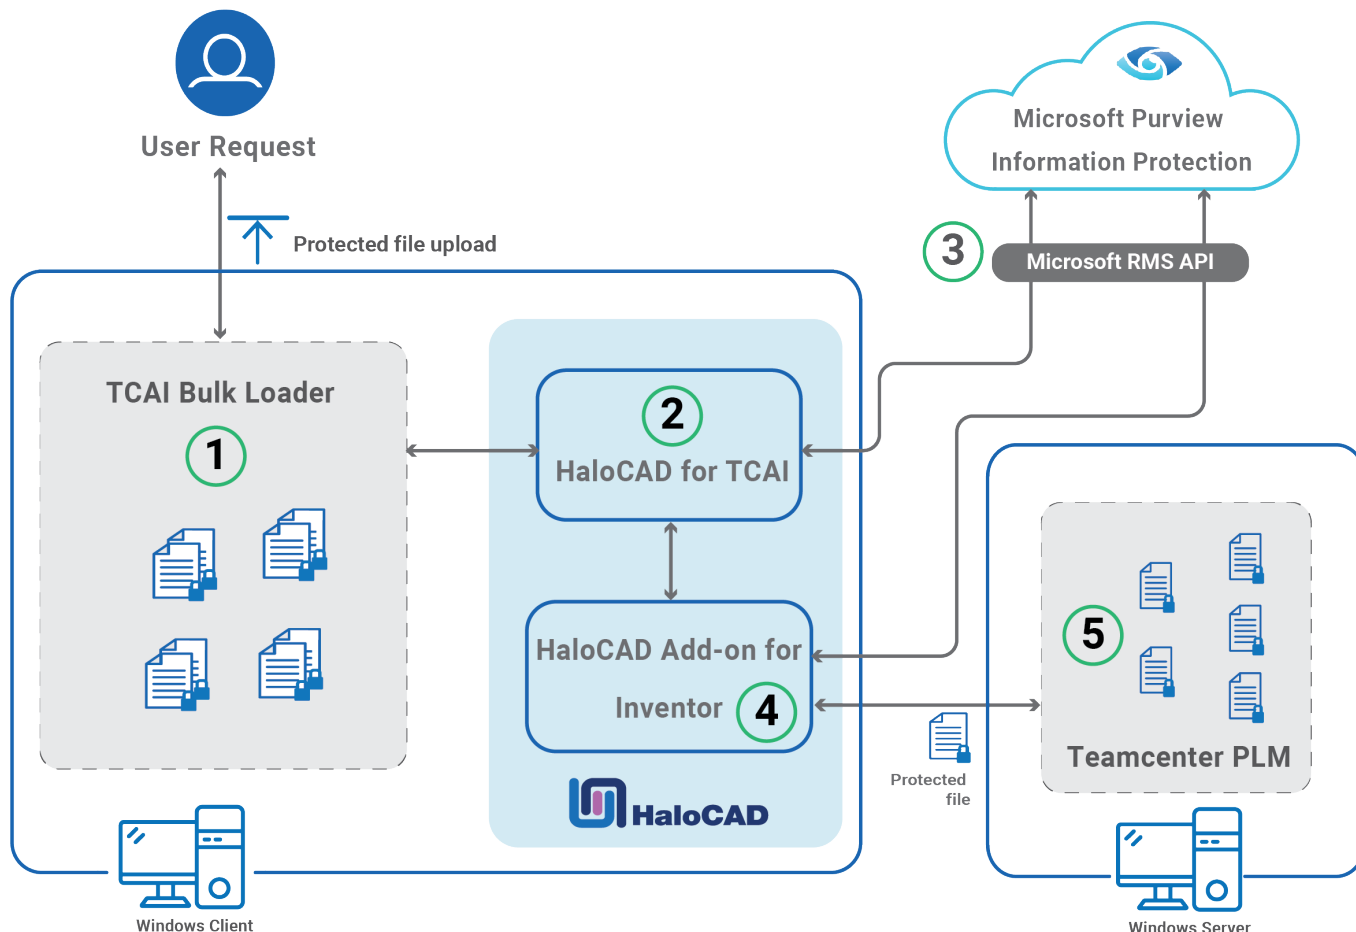 User Request
Protected file upload
Microsoft Purview
Information Protection
3
Microsoft RMS API
TCAI Bulk Loader
1
2
HaloCAD for TCAI
HaloCAD Add-on for
Inventor
4
HaloCAD
5
Teamcenter PLM
Protected
file
Windows Client
Windows Server